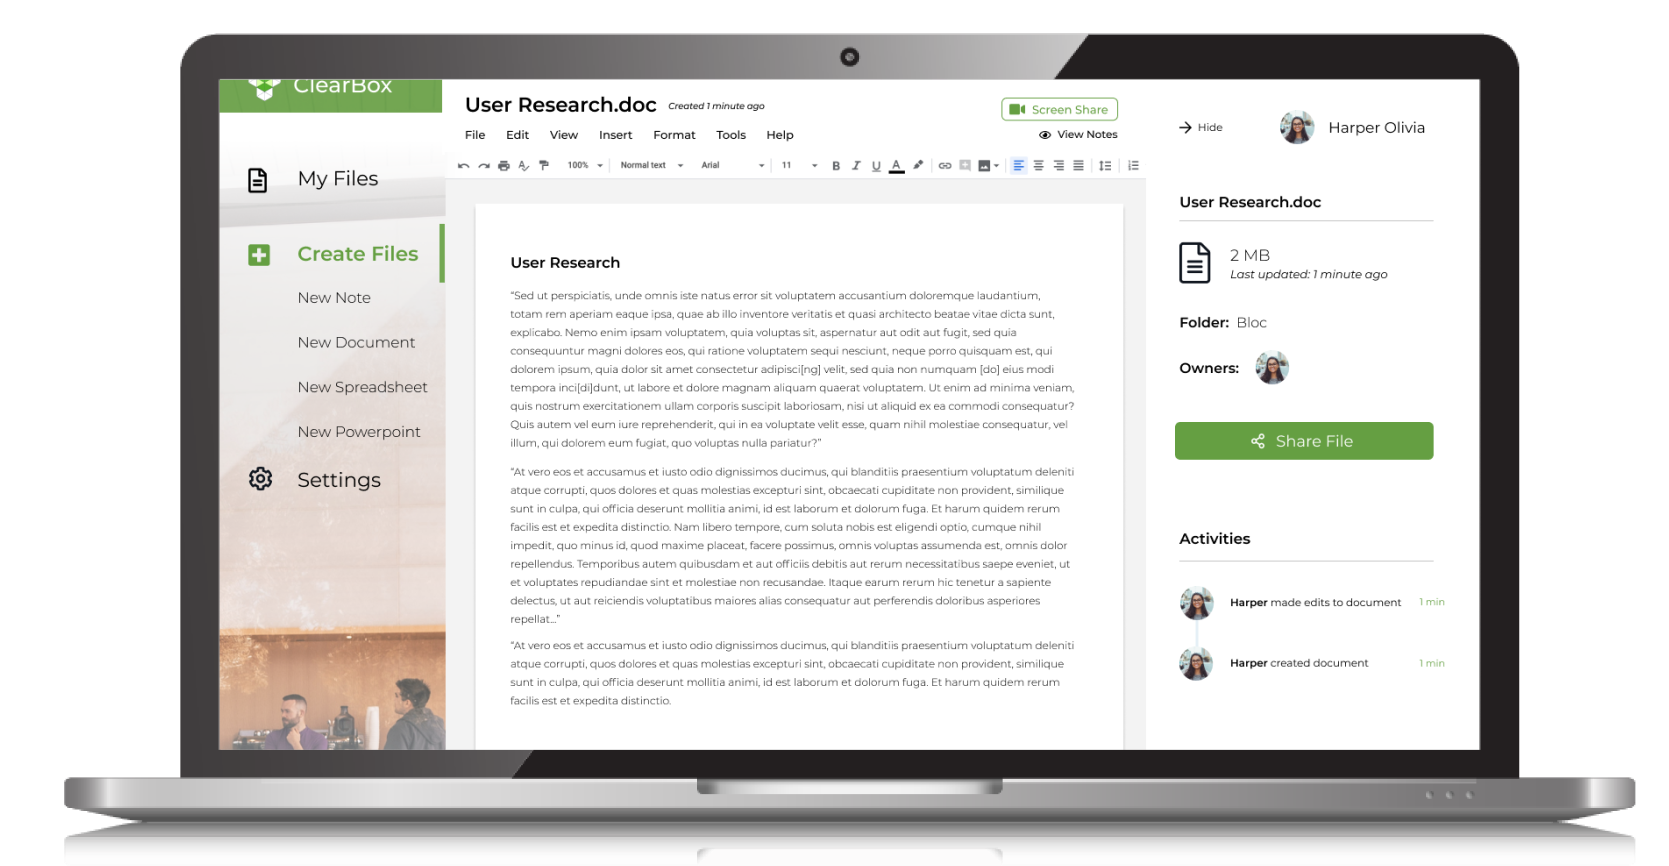 ClearBox
My Files
Create Files
New Note
New Document
New Spreadsheet
New Powerpoint
Settings
User Research.doc Created 1 minute ago
Screen Share
File Edit View Insert Format Tools Help
View Notes
100% Normal text Arial 11 B I U A
User Research
“Sed ut perspiciatis, unde omnis iste natus error sit voluptatem accusantium doloremque laudantium,
totam rem aperiam eaque ipsa, quae ab illo inventore veritatis et quasi architecto beatae vitae dicta sunt,
explicabo. Nemo enim ipsam voluptatem, quia voluptas sit, aspernatur aut odit aut fugit, sed quia
consequuntur magni dolores eos, qui ratione voluptatem sequi nesciunt, neque porro quisquam est, qui
dolorem ipsum, quia dolor sit amet consectetur adipisci[ng] velit, sed quia non numquam [do] eius modi
tempora inci[di]dunt, ut labore et dolore magnam aliquam quaerat voluptatem. Ut enim ad minima veniam,
quis nostrum exercitationem ullam corporis suscipit laboriosam, nisi ut aliquid ex ea commodi consequatur?
Quis autem vel eum iure reprehenderit, qui in ea voluptate velit esse, quam nihil molestiae consequatur, vel
illum, qui dolorem eum fugiat, quo voluptas nulla pariatur?”
“At vero eos et accusamus et iusto odio dignissimos ducimus, qui blanditiis praesentium voluptatum deleniti
atque corrupti, quos dolores et quas molestias excepturi sint, obcaecati cupiditate non provident, similique
sunt in culpa, qui officia deserunt mollitia animi, id est laborum et dolorum fuga. Et harum quidem rerum
facilis est et expedita distinctio. Nam libero tempore, cum soluta nobis est eligendi optio, cumque nihil
impedit, quo minus id, quod maxime placeat, facere possimus, omnis voluptas assumenda est, omnis dolor
repellendus. Temporibus autem quibusdam et aut officiis debitis aut rerum necessitatibus saepe eveniet, ut
et voluptates repudiandae sint et molestiae non recusandae. Itaque earum rerum hic tenetur a sapiente
delectus, ut aut reiciendis voluptatibus maiores alias consequatur aut perferendis doloribus asperiores
repellat…”
“At vero eos et accusamus et iusto odio dignissimos ducimus, qui blanditiis praesentium voluptatum deleniti
atque corrupti, quos dolores et quas molestias excepturi sint, obcaecati cupiditate non provident, similique
sunt in culpa, qui officia deserunt mollitia animi, id est laborum et dolorum fuga. Et harum quidem rerum
facilis est et expedita distinctio.
Hide
Harper Olivia
User Research.doc
2 MB
Last updated: 1 minute ago
Folder: Bloc
Owners:
Share File
Activities
Harper made edits to document 1 min
Harper created document 1 min